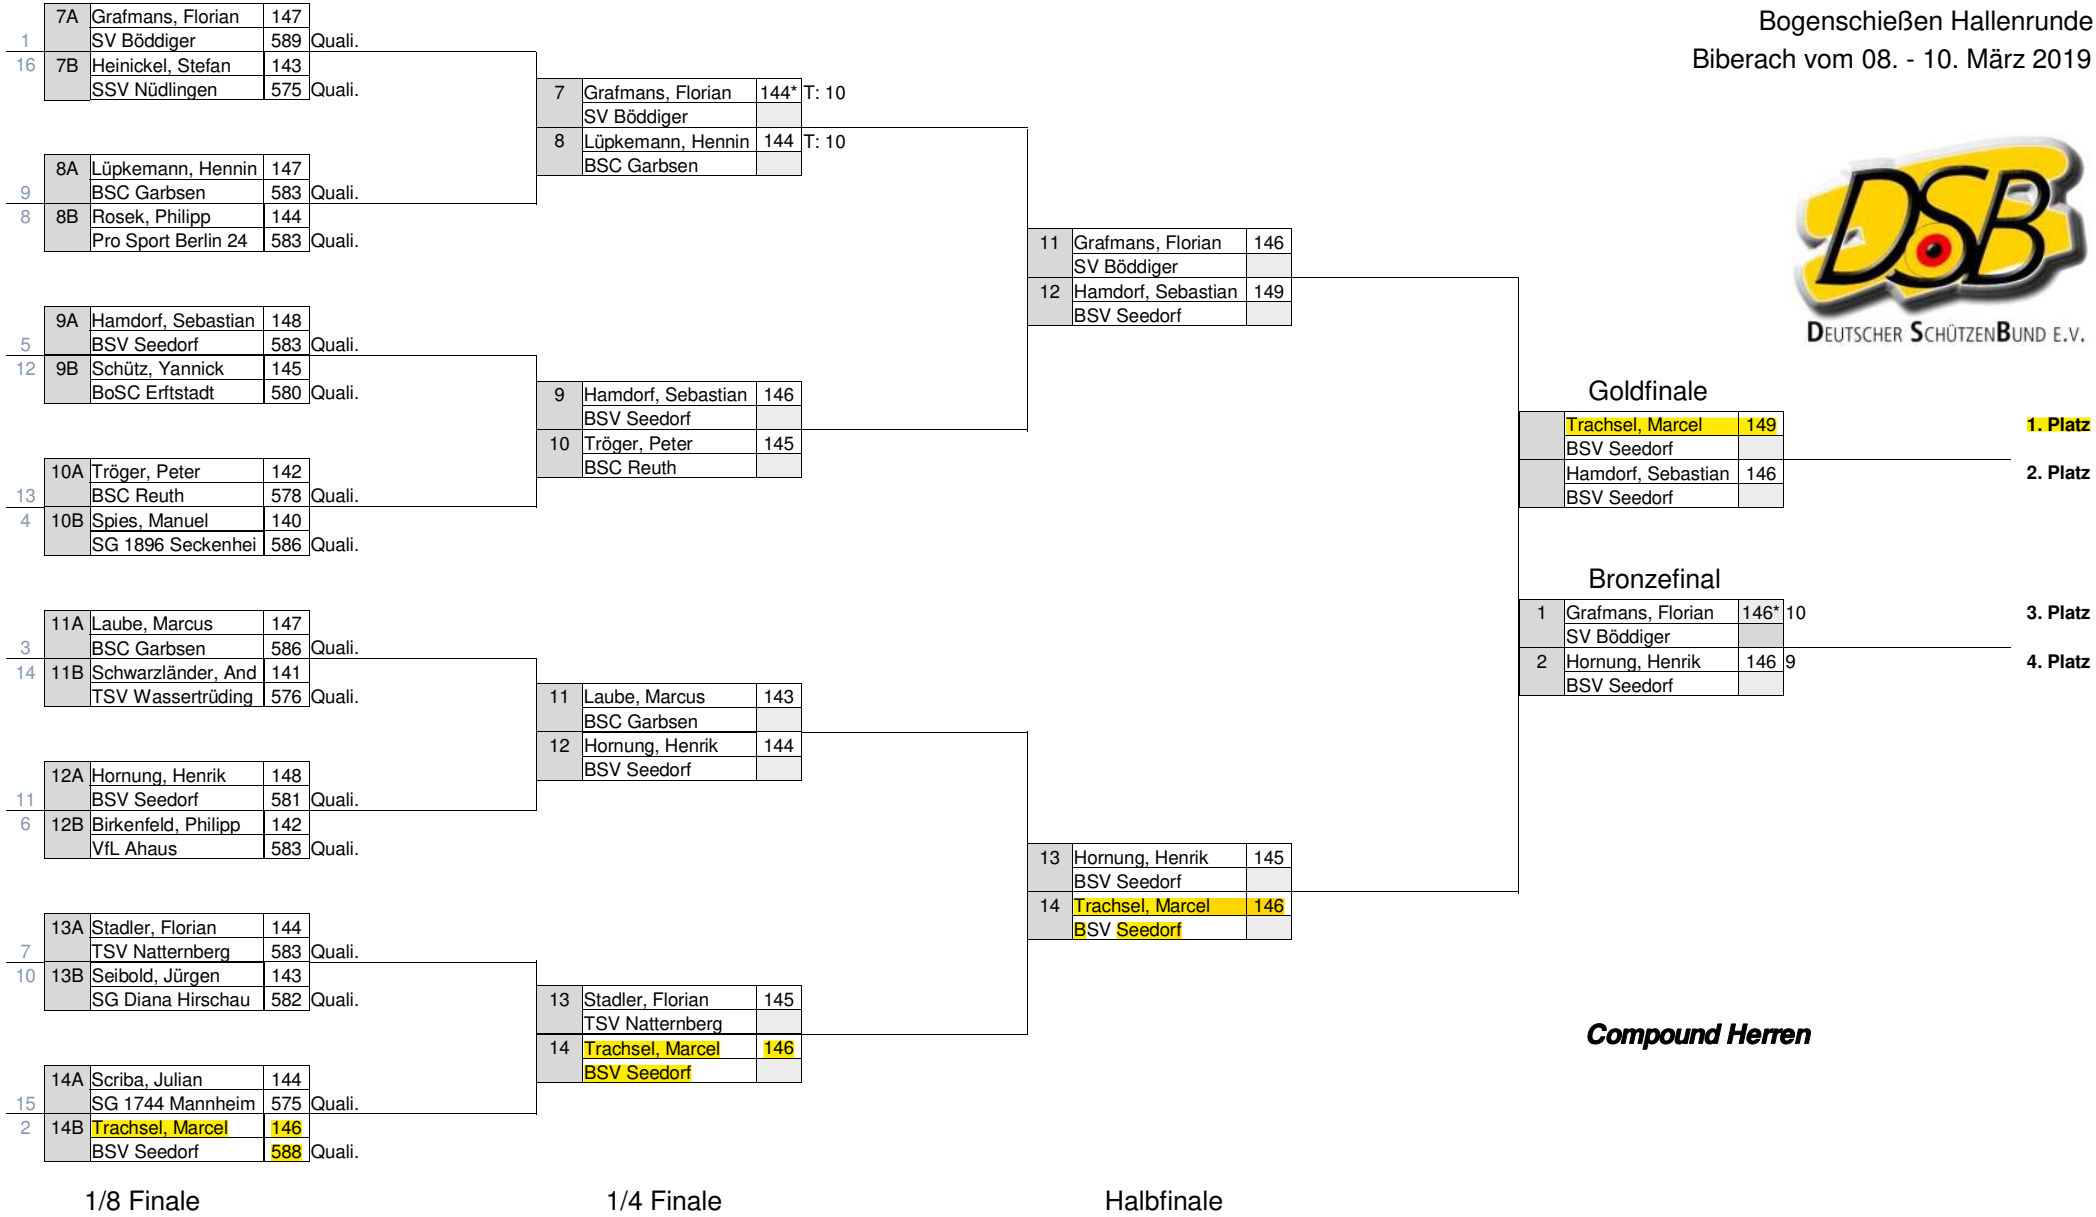 Bogenschießen Hallenrunde
Biberach vom 08. - 10. März 2019
DSB
DEUTSCHER SCHÜTZENBUND E.V.
7A Grafmans, Florian 147
1 SV Böddiger 589 Quali.
16 7B Heinickel, Stefan 143
SSV Nüdlingen 575 Quali.
8A Lüpkemann, Hennin 147
9 BSC Garbsen 583 Quali.
8 8B Rosek, Philipp 144
Pro Sport Berlin 24 583 Quali.
9A Hamdorf, Sebastian 148
5 BSV Seedorf 583 Quali.
12 9B Schütz, Yannick 145
BoSC Erftstadt 580 Quali.
10A Tröger, Peter 142
13 BSC Reuth 578 Quali.
4 10B Spies, Manuel 140
SG 1896 Seckenhei 586 Quali.
11A Laube, Marcus 147
3 BSC Garbsen 586 Quali.
14 11B Schwarzländer, And 141
TSV Wassertrüding 576 Quali.
12A Hornung, Henrik 148
11 BSV Seedorf 581 Quali.
6 12B Birkenfeld, Philipp 142
VfL Ahaus 583 Quali.
13A Stadler, Florian 144
7 TSV Natternberg 583 Quali.
10 13B Seibold, Jürgen 143
SG Diana Hirschau 582 Quali.
14A Scriba, Julian 144
15 SG 1744 Mannheim 575 Quali.
2 14B Trachsel, Marcel 146
BSV Seedorf 588 Quali.
1/8 Finale
7 Grafmans, Florian 144* T: 10
SV Böddiger
8 Lüpkemann, Hennin 144 T: 10
BSC Garbsen
9 Hamdorf, Sebastian 146
BSV Seedorf
10 Tröger, Peter 145
BSC Reuth
11 Laube, Marcus 143
BSC Garbsen
12 Hornung, Henrik 144
BSV Seedorf
13 Stadler, Florian 145
TSV Natternberg
14 Trachsel, Marcel 146
BSV Seedorf
1/4 Finale
11 Grafmans, Florian 146
SV Böddiger
12 Hamdorf, Sebastian 149
BSV Seedorf
13 Hornung, Henrik 145
BSV Seedorf
14 Trachsel, Marcel 146
BSV Seedorf
Halbfinale
Goldfinale
Trachsel, Marcel 149 1. Platz
BSV Seedorf
Hamdorf, Sebastian 146 2. Platz
BSV Seedorf
Bronzefinal
1 Grafmans, Florian 146* 10 3. Platz
SV Böddiger
2 Hornung, Henrik 146 9 4. Platz
BSV Seedorf
Compound Herren